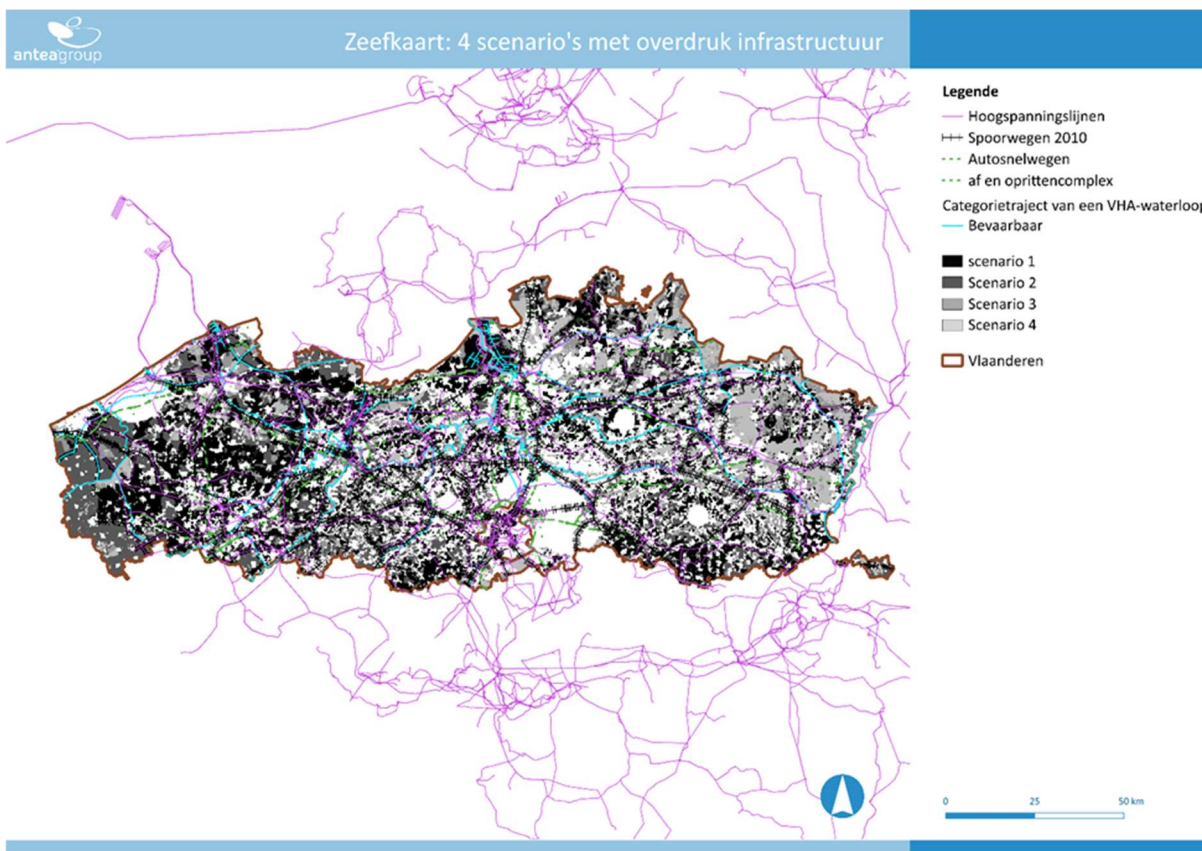 anteagroup
Zeefkaart: 4 scenario's met overdruk infrastructuur
Legende
Hoogspanningslijnen
Spoorwegen 2010
Autosnelwegen
af en oprittencomplex
Categorietraject van een VHA-waterloop
Bevaarbaar
scenario 1
Scenario 2
Scenario 3
Scenario 4
Vlaanderen
0 25 50 km